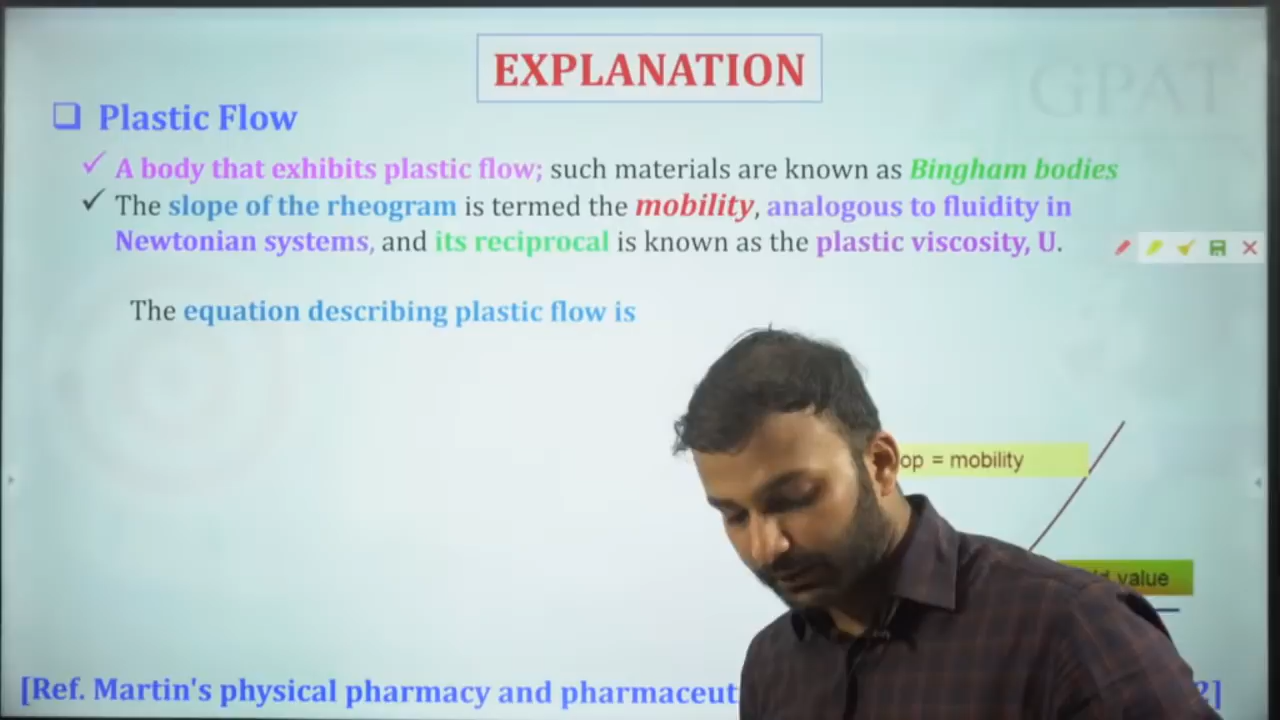 EXPLANATION
GPAT
Plastic Flow
A body that exhibits plastic flow; such materials are known as Bingham bodies
The slope of the rheogram is termed the mobility, analogous to fluidity in
Newtonian systems, and its reciprocal is known as the plastic viscosity, U.
The equation describing plastic flow is
= mobility
value
[Ref. Martin's physical pharmacy and